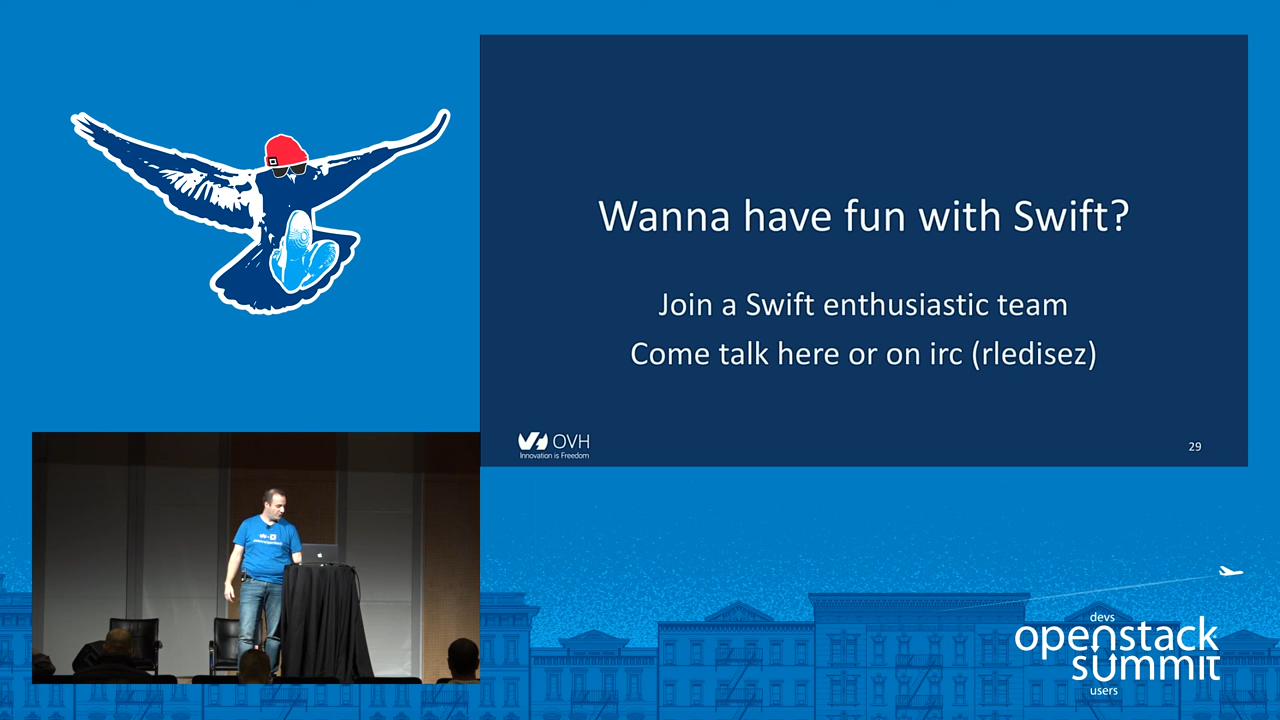 Wanna have fun with Swift?
Join a Swift enthusiastic team
Come talk here or on irc (rledisez)
OVH
Innovation is Freedom
29
devs
openstack
summit
users